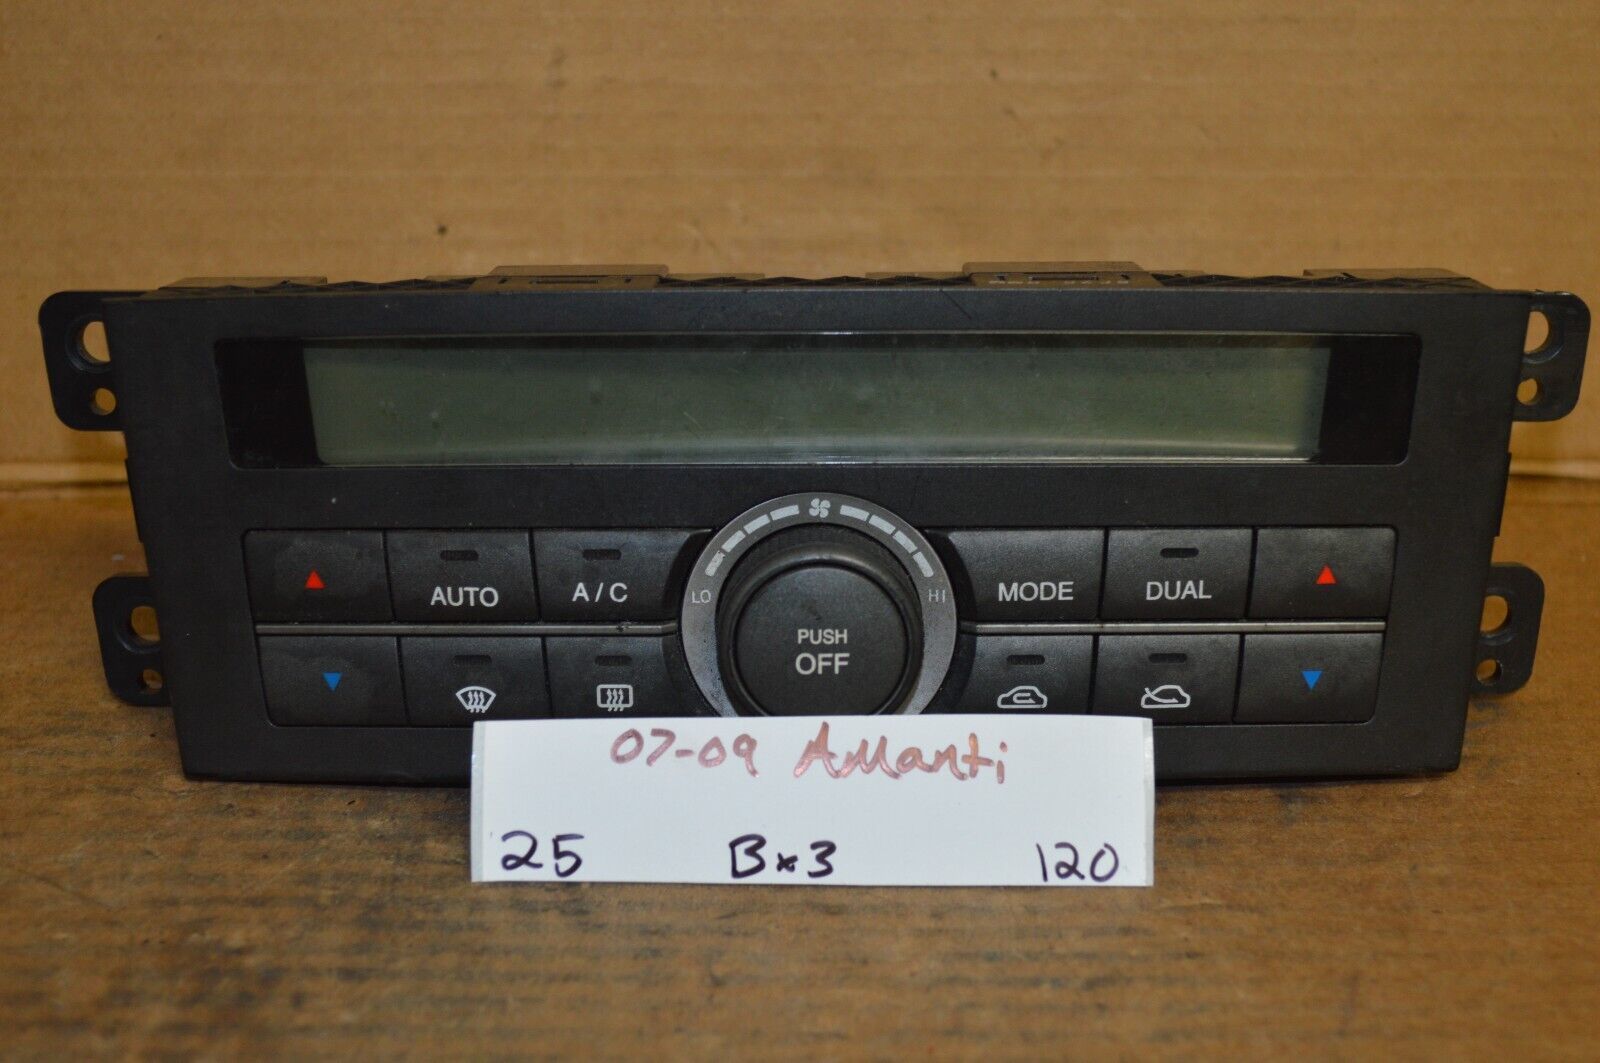 LO HI
AUTO A/C MODE DUAL
PUSH
OFF
07-09 Amanti
25 Bx3 120